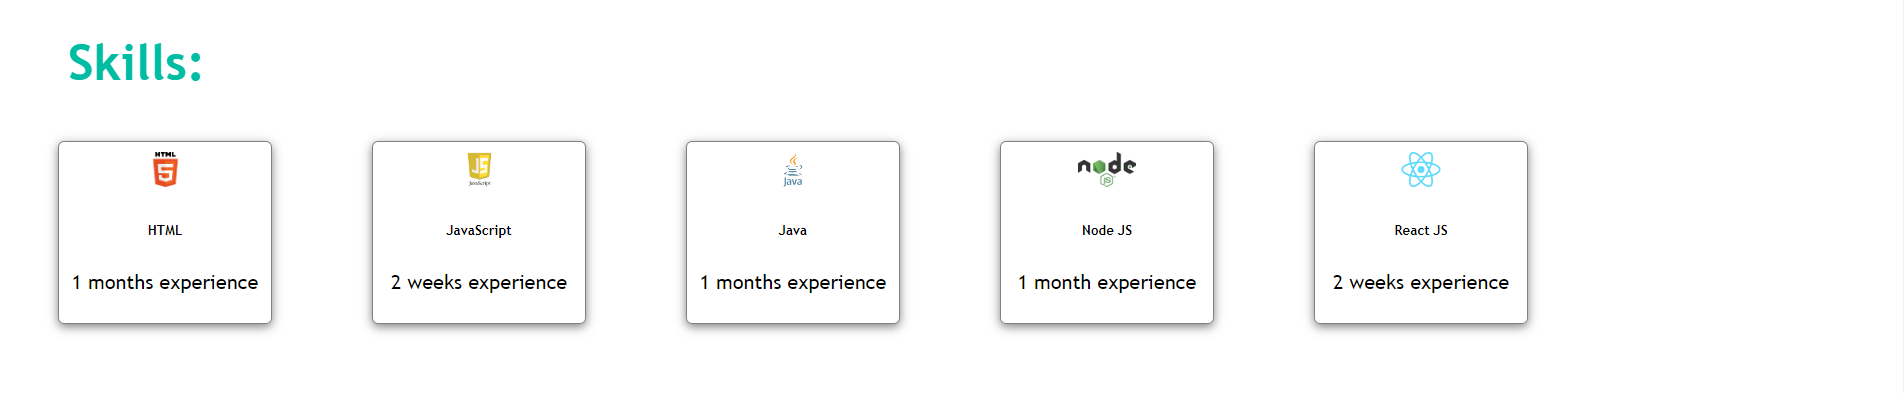 Skills:
HTML
5
JS
JavaScript
Java
node
JS
HTML
JavaScript
Java
Node JS
React JS
1 months experience
2 weeks experience
1 months experience
1 month experience
2 weeks experience